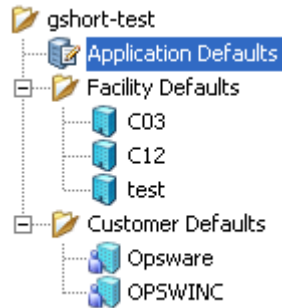 gshort-test
Application Defaults
Facility Defaults
C03
C12
test
Customer Defaults
Opsware
OPSWINC